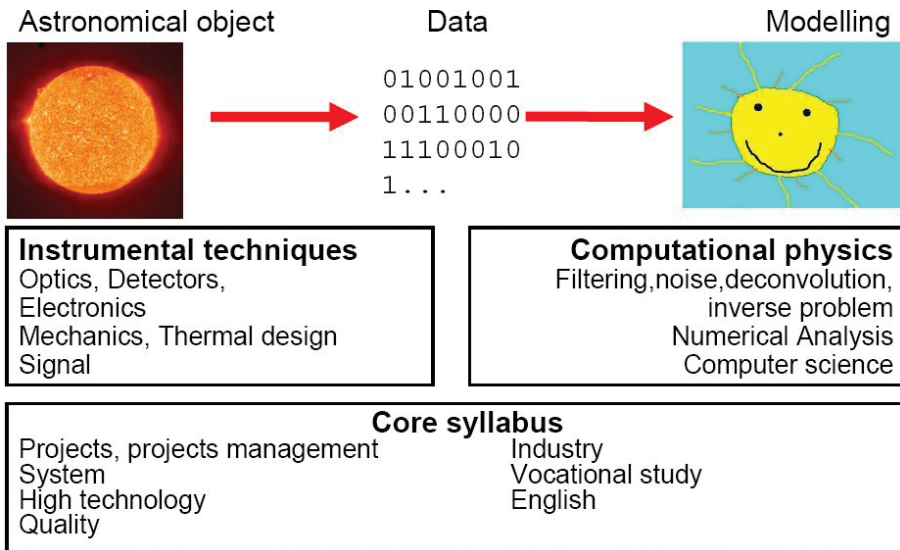 Astronomical object
Data
Modelling
01001001
00110000
11100010
1...
Instrumental techniques
Optics, Detectors,
Electronics
Mechanics, Thermal design
Signal
Computational physics
Filtering,noise,deconvolution,
inverse problem
Numerical Analysis
Computer science
Core syllabus
Projects, projects management
System
High technology
Quality
Industry
Vocational study
English